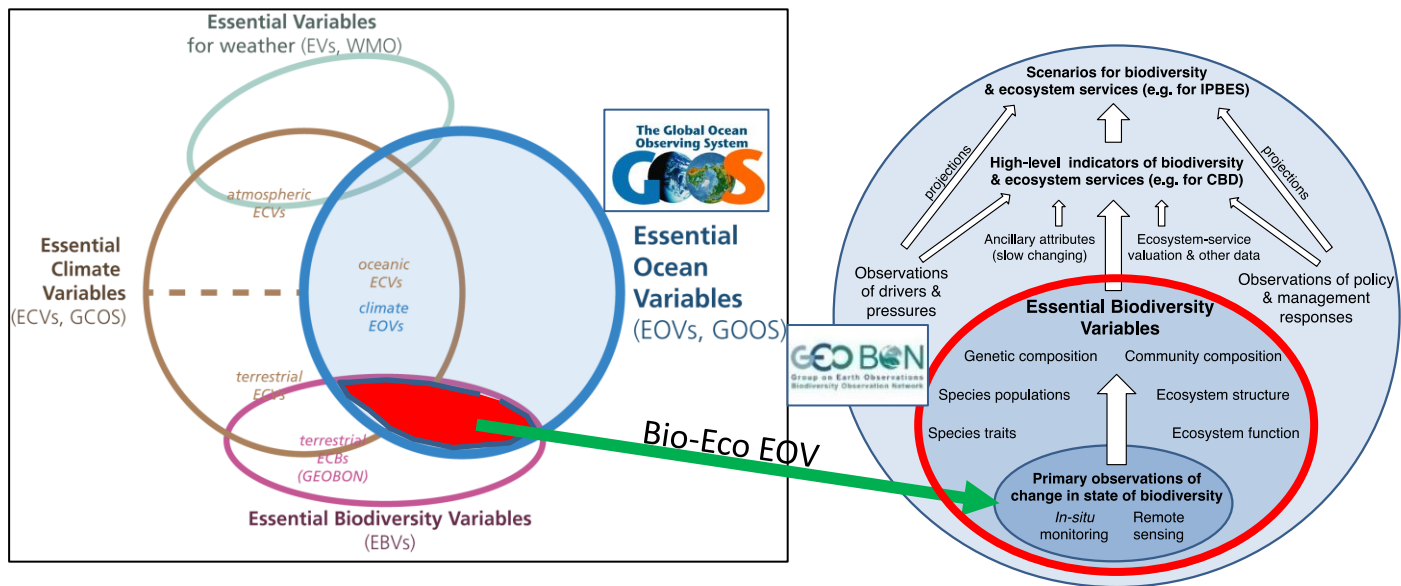 Essential Variables
for weather (EVs, WMO)
The Global Ocean
Observing System
GOOS
atmospheric
ECVs
Essential
Climate
Variables
(ECVs, GCOS)
oceanic
ECVs
climate
EOVs
Essential
Ocean
Variables
(EOVs, GOOS)
terrestrial
ECVs
terrestrial
ECBs
(GEOBON)
Essential Biodiversity Variables
(EBVs)
Bio-Eco EOV
GEO BON
Group on Earth Observations
Biodiversity Observation Network
Scenarios for biodiversity
& ecosystem services (e.g. for IPBES)
projections
projections
High-level indicators of biodiversity
& ecosystem services (e.g. for CBD)
Ancillary attributes
(slow changing)
Ecosystem-service
valuation & other data
Observations
of drivers &
pressures
Observations of policy
& management
responses
Essential Biodiversity
Variables
Genetic composition
Community composition
Species populations
Ecosystem structure
Species traits
Ecosystem function
Primary observations of
change in state of biodiversity
In-situ
monitoring
Remote
sensing